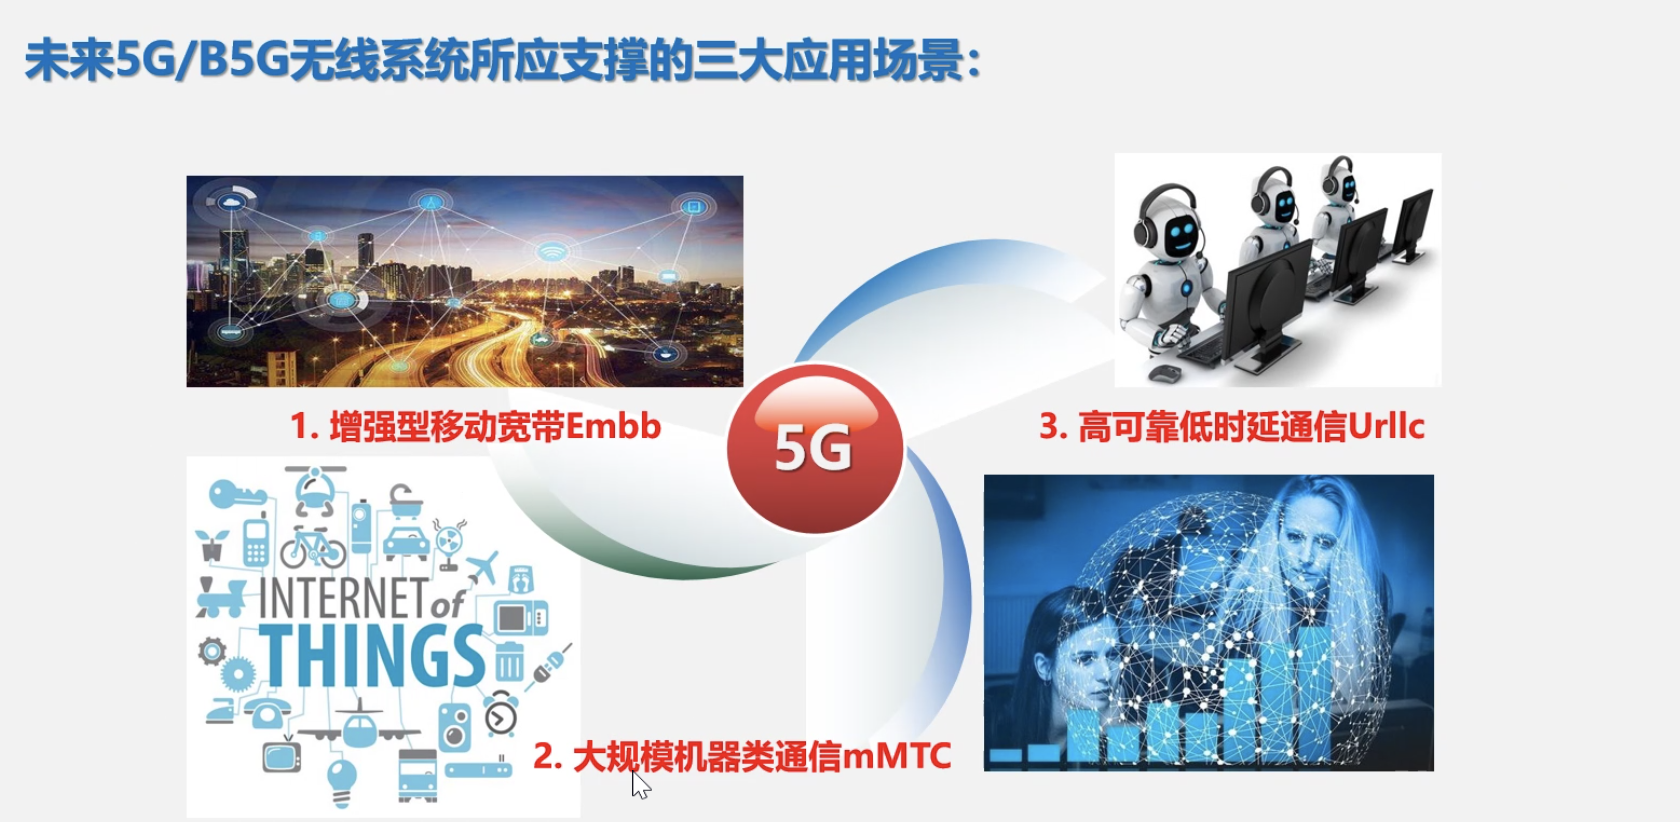 未来5G/B5G无线系统所应支撑的三大应用场景：
1. 增强型移动宽带Embb
3. 高可靠低时延通信Urllc
5G
INTERNET of
THINGS
2. 大规模机器类通信mMTC